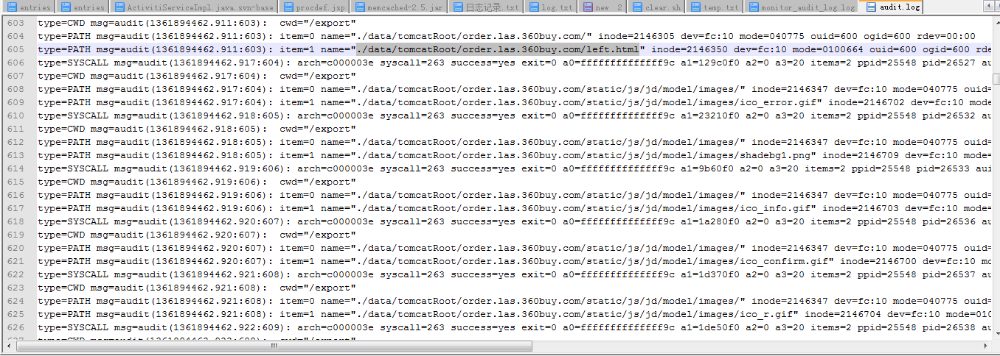 entries entries ActivitiServiceImpl.java.svn-base procdef.jsp memcached-2.5.jar 日志记录.txt log.txt new 2 clear.sh temp.txt monitor_audit_log.log audit.log
603 type=CWD msg=audit(1361894462.911:603): cwd="/export"
604 type=PATH msg=audit(1361894462.911:603): item=0 name="./data/tomcatRoot/order.las.360buy.com/" inode=2146305 dev=fc:10 mode=040775 ouid=600 ogid=600 rdev=00:00
605 type=PATH msg=audit(1361894462.911:603): item=1 name="./data/tomcatRoot/order.las.360buy.com/left.html" inode=2146350 dev=fc:10 mode=0100664 ouid=600 ogid=600 rde
606 type=SYSCALL msg=audit(1361894462.917:604): arch=c000003e syscall=263 success=yes exit=0 a0=ffffffffffffff9c a1=129c0f0 a2=0 a3=20 items=2 ppid=25548 pid=26527 au
607 type=CWD msg=audit(1361894462.917:604): cwd="/export"
608 type=PATH msg=audit(1361894462.917:604): item=0 name="./data/tomcatRoot/order.las.360buy.com/static/js/jd/model/images/" inode=2146347 dev=fc:10 mode=040775 ouid=
609 type=PATH msg=audit(1361894462.917:604): item=1 name="./data/tomcatRoot/order.las.360buy.com/static/js/jd/model/images/ico_error.gif" inode=2146702 dev=fc:10 mode
610 type=SYSCALL msg=audit(1361894462.918:605): arch=c000003e syscall=263 success=yes exit=0 a0=ffffffffffffff9c a1=23210f0 a2=0 a3=20 items=2 ppid=25548 pid=26532 au
611 type=CWD msg=audit(1361894462.918:605): cwd="/export"
612 type=PATH msg=audit(1361894462.918:605): item=0 name="./data/tomcatRoot/order.las.360buy.com/static/js/jd/model/images/" inode=2146347 dev=fc:10 mode=040775 ouid=
613 type=PATH msg=audit(1361894462.918:605): item=1 name="./data/tomcatRoot/order.las.360buy.com/static/js/jd/model/images/shadebg1.png" inode=2146709 dev=fc:10 mode=
614 type=SYSCALL msg=audit(1361894462.919:606): arch=c000003e syscall=263 success=yes exit=0 a0=ffffffffffffff9c a1=9b60f0 a2=0 a3=20 items=2 ppid=25548 pid=26533 aui
615 type=CWD msg=audit(1361894462.919:606): cwd="/export"
616 type=PATH msg=audit(1361894462.919:606): item=0 name="./data/tomcatRoot/order.las.360buy.com/static/js/jd/model/images/" inode=2146347 dev=fc:10 mode=040775 ouid=
617 type=PATH msg=audit(1361894462.919:606): item=1 name="./data/tomcatRoot/order.las.360buy.com/static/js/jd/model/images/ico_info.gif" inode=2146703 dev=fc:10 mode=
618 type=SYSCALL msg=audit(1361894462.920:607): arch=c000003e syscall=263 success=yes exit=0 a0=ffffffffffffff9c a1=1a280f0 a2=0 a3=20 items=2 ppid=25548 pid=26536 au
619 type=CWD msg=audit(1361894462.920:607): cwd="/export"
620 type=PATH msg=audit(1361894462.920:607): item=0 name="./data/tomcatRoot/order.las.360buy.com/static/js/jd/model/images/" inode=2146347 dev=fc:10 mode=040775 ouid=
621 type=PATH msg=audit(1361894462.920:607): item=1 name="./data/tomcatRoot/order.las.360buy.com/static/js/jd/model/images/ico_confirm.gif" inode=2146700 dev=fc:10 mo
622 type=SYSCALL msg=audit(1361894462.921:608): arch=c000003e syscall=263 success=yes exit=0 a0=ffffffffffffff9c a1=1d370f0 a2=0 a3=20 items=2 ppid=25548 pid=26537 au
623 type=CWD msg=audit(1361894462.921:608): cwd="/export"
624 type=PATH msg=audit(1361894462.921:608): item=0 name="./data/tomcatRoot/order.las.360buy.com/static/js/jd/model/images/" inode=2146347 dev=fc:10 mode=040775 ouid=
625 type=PATH msg=audit(1361894462.921:608): item=1 name="./data/tomcatRoot/order.las.360buy.com/static/js/jd/model/images/ico_r.gif" inode=2146704 dev=fc:10 mode=010
626 type=SYSCALL msg=audit(1361894462.922:609): arch=c000003e syscall=263 success=yes exit=0 a0=ffffffffffffff9c a1=1de50f0 a2=0 a3=20 items=2 ppid=25548 pid=26538 au